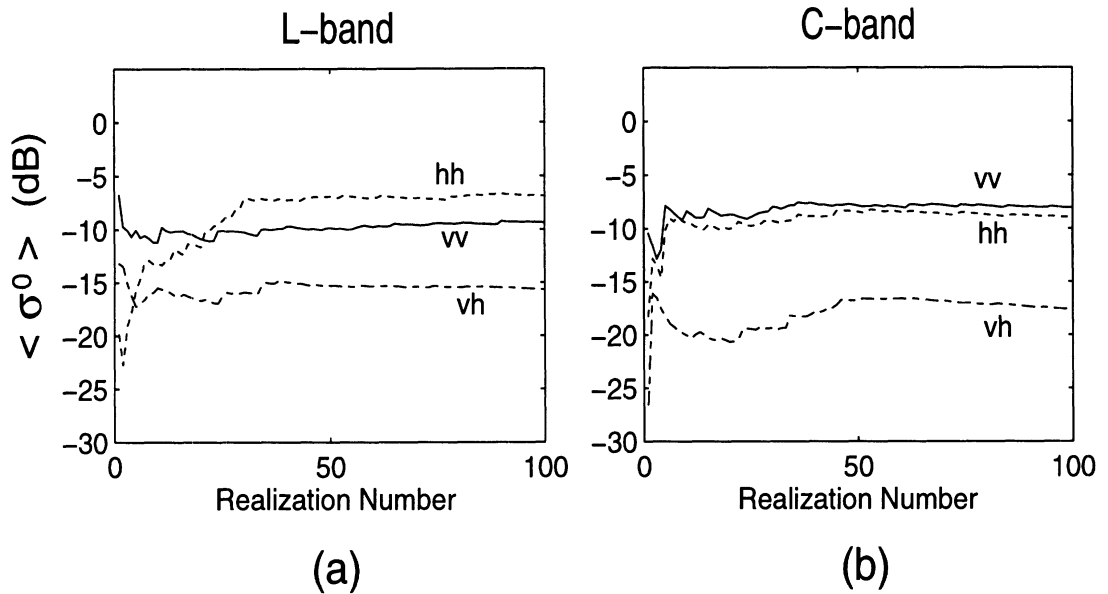 L−band
C−band
< σ⁰ > (dB)
0
−5
−10
−15
−20
−25
−30
hh
vv
vh
0
50
100
Realization Number
(a)
0
−5
−10
−15
−20
−25
−30
vv
hh
vh
0
50
100
Realization Number
(b)